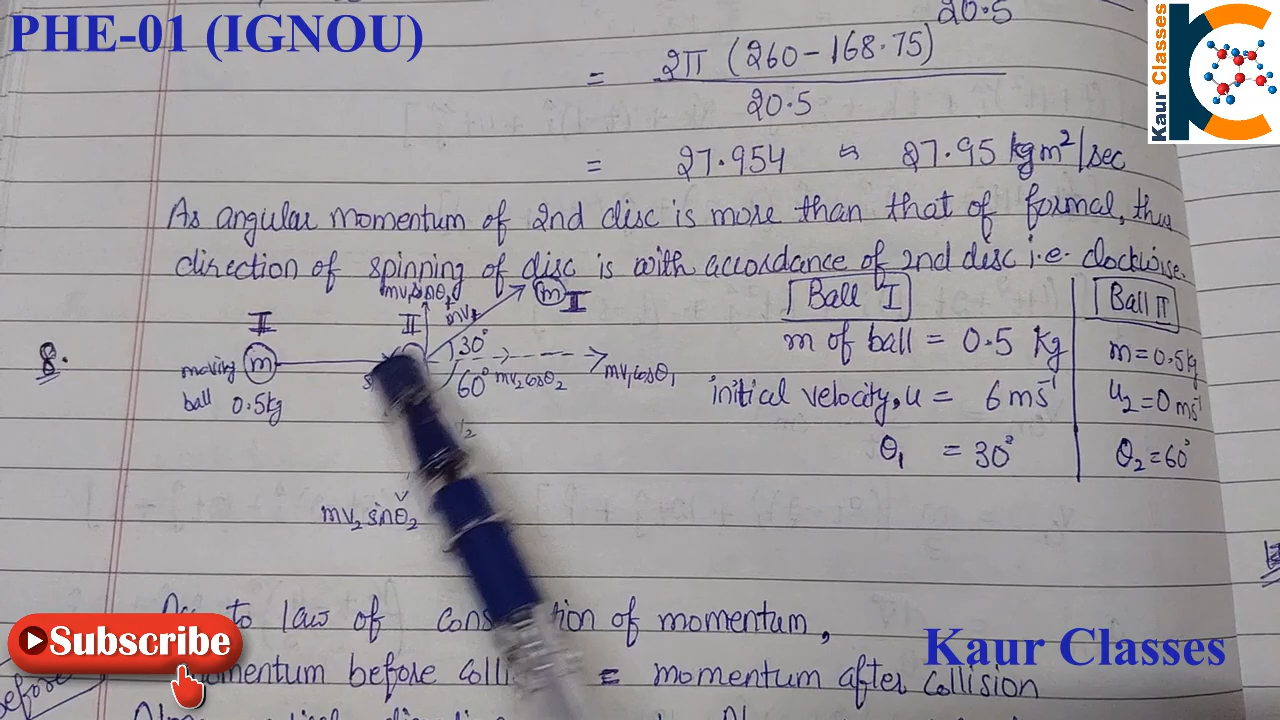 PHE-01 (IGNOU)
Kaur Classes
20.5
= 2π (260 - 168.75)
20.5
= 27.954 ≈ 27.95 kg m²/sec
As angular momentum of 2nd disc is more than that of formal, thus
direction of spinning of disc is with accordance of 2nd disc i.e. clockwise.
8.
I
II
moving ball
m
0.5kg
mv₁sinθ₁
m I
30°
60°
mv₂cosθ₂
mv₁cosθ₁
mv₂sinθ₂
Ball I
m of ball = 0.5 kg
initial velocity, u = 6 ms⁻¹
θ₁ = 30°
Ball II
m = 0.5kg
u₂ = 0 ms⁻¹
θ₂ = 60°
to law of of momentum,
before = momentum after collision
before
Subscribe
Kaur Classes